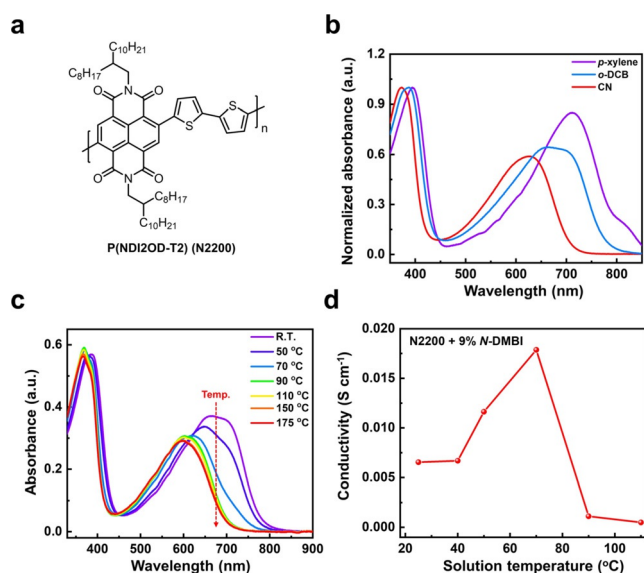 a
C10H21
C8H17
O
N
O
S
S
n
O
N
O
C8H17
C10H21
P(NDI2OD-T2) (N2200)
b
Normalized absorbance (a.u.)
1.2
0.9
0.6
0.3
0.0
400 500 600 700 800
Wavelength (nm)
p-xylene
o-DCB
CN
c
Absorbance (a.u.)
0.6
0.4
0.2
0.0
400 500 600 700 800 900
Wavelength (nm)
R.T.
50 °C
70 °C
90 °C
110 °C
150 °C
175 °C
Temp.
d
N2200 + 9% N-DMBI
Conductivity (S cm⁻¹)
0.020
0.015
0.010
0.005
0.000
20 40 60 80 100
Solution temperature (°C)